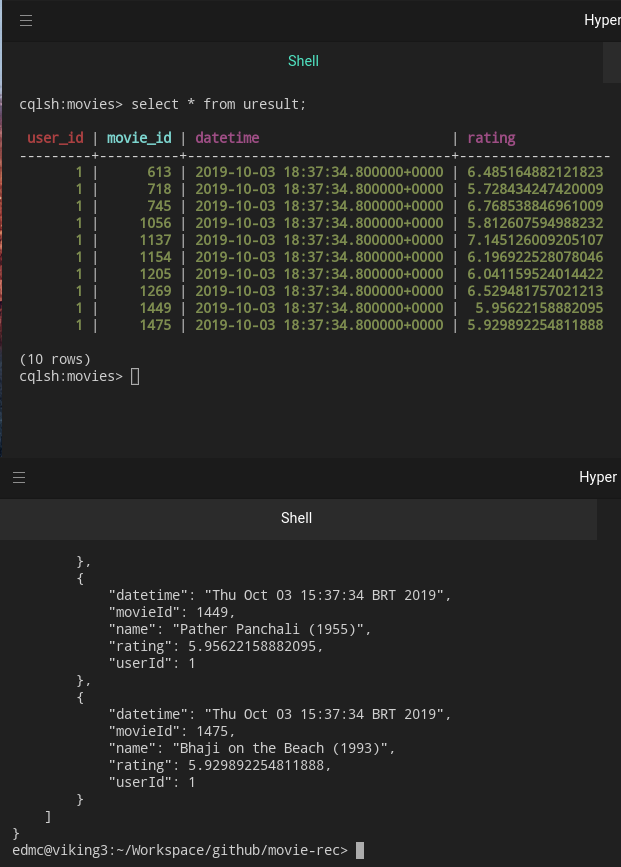 Hyper
Shell
cqlsh:movies> select * from uresult;
 user_id | movie_id | datetime                        | rating
---------+----------+---------------------------------+------------------
       1 |      613 | 2019-10-03 18:37:34.800000+0000 | 6.485164882121823
       1 |      718 | 2019-10-03 18:37:34.800000+0000 | 5.728434247420009
       1 |      745 | 2019-10-03 18:37:34.800000+0000 | 6.768538846961009
       1 |     1056 | 2019-10-03 18:37:34.800000+0000 | 5.812607594988232
       1 |     1137 | 2019-10-03 18:37:34.800000+0000 | 7.145126009205107
       1 |     1154 | 2019-10-03 18:37:34.800000+0000 | 6.196922528078046
       1 |     1205 | 2019-10-03 18:37:34.800000+0000 | 6.041159524014422
       1 |     1269 | 2019-10-03 18:37:34.800000+0000 | 6.529481757021213
       1 |     1449 | 2019-10-03 18:37:34.800000+0000 |  5.95622158882095
       1 |     1475 | 2019-10-03 18:37:34.800000+0000 | 5.929892254811888
(10 rows)
cqlsh:movies>
Hyper
Shell
        },
        {
            "datetime": "Thu Oct 03 15:37:34 BRT 2019",
            "movieId": 1449,
            "name": "Pather Panchali (1955)",
            "rating": 5.95622158882095,
            "userId": 1
        },
        {
            "datetime": "Thu Oct 03 15:37:34 BRT 2019",
            "movieId": 1475,
            "name": "Bhaji on the Beach (1993)",
            "rating": 5.929892254811888,
            "userId": 1
        }
    ]
}
edmc@viking3:~/Workspace/github/movie-rec>